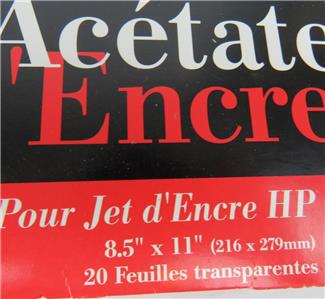 Acétate
d'Encre
Pour Jet d'Encre HP
8.5" x 11" (216 x 279mm)
20 Feuilles transparentes